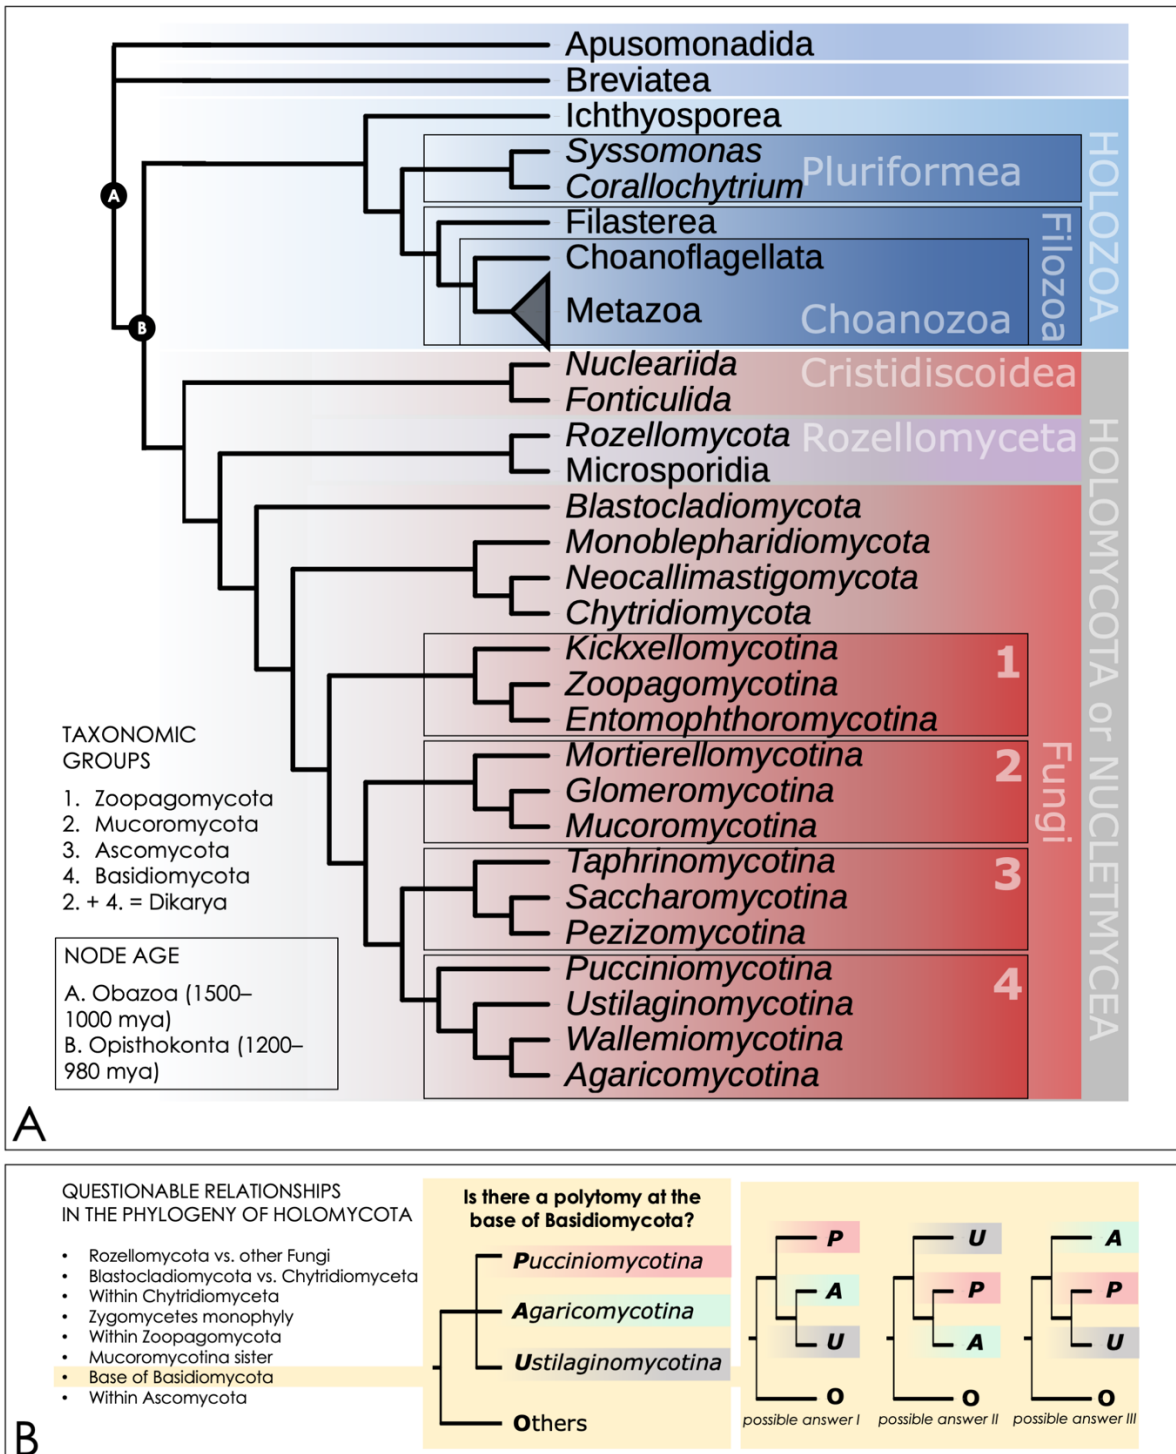 Apusomonadida
Breviatea
Ichthyosporea
Syssomonas
Corallochytrium
Pluriformea
Filasterea
Choanoflagellata
Metazoa
Choanozoa
Filozoa
HOLOZOA
A
B
Nucleariida
Fonticulida
Cristidiscoidea
Rozellomycota
Microsporidia
Rozellomyceta
Blastocladiomycota
Monoblepharidiomycota
Neocallimastigomycota
Chytridiomycota
Kickxellomycotina
Zoopagomycotina
Entomophthoromycotina
1
Mortierellomycotina
Glomeromycotina
Mucoromycotina
2
Taphrinomycotina
Saccharomycotina
Pezizomycotina
3
Pucciniomycotina
Ustilaginomycotina
Wallemiomycotina
Agaricomycotina
4
Fungi
HOLOMYCOTA or NUCLETMYCEA
TAXONOMIC
GROUPS
1. Zoopagomycota
2. Mucoromycota
3. Ascomycota
4. Basidiomycota
2. + 4. = Dikarya
NODE AGE
A. Obazoa (1500–
1000 mya)
B. Opisthokonta (1200–
980 mya)
A
QUESTIONABLE RELATIONSHIPS
IN THE PHYLOGENY OF HOLOMYCOTA
• Rozellomycota vs. other Fungi
• Blastocladiomycota vs. Chytridiomyceta
• Within Chytridiomyceta
• Zygomycetes monophyly
• Within Zoopagomycota
• Mucoromycotina sister
• Base of Basidiomycota
• Within Ascomycota
Is there a polytomy at the
base of Basidiomycota?
Pucciniomycotina
Agaricomycotina
Ustilaginomycotina
Others
P
A
U
O
possible answer I
U
P
A
O
possible answer II
A
P
U
O
possible answer III
B